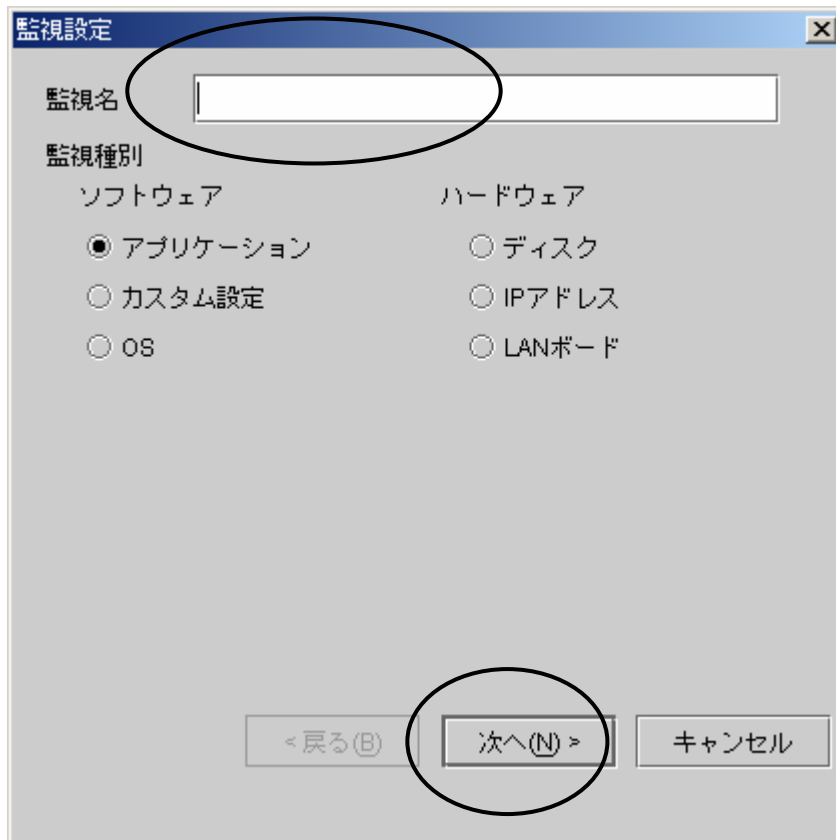 監視設定
監視名
監視種別
ソフトウェア ハードウェア
アプリケーション ディスク
カスタム設定 IPアドレス
OS LANボード
<戻る(B) 次へ(N)> キャンセル